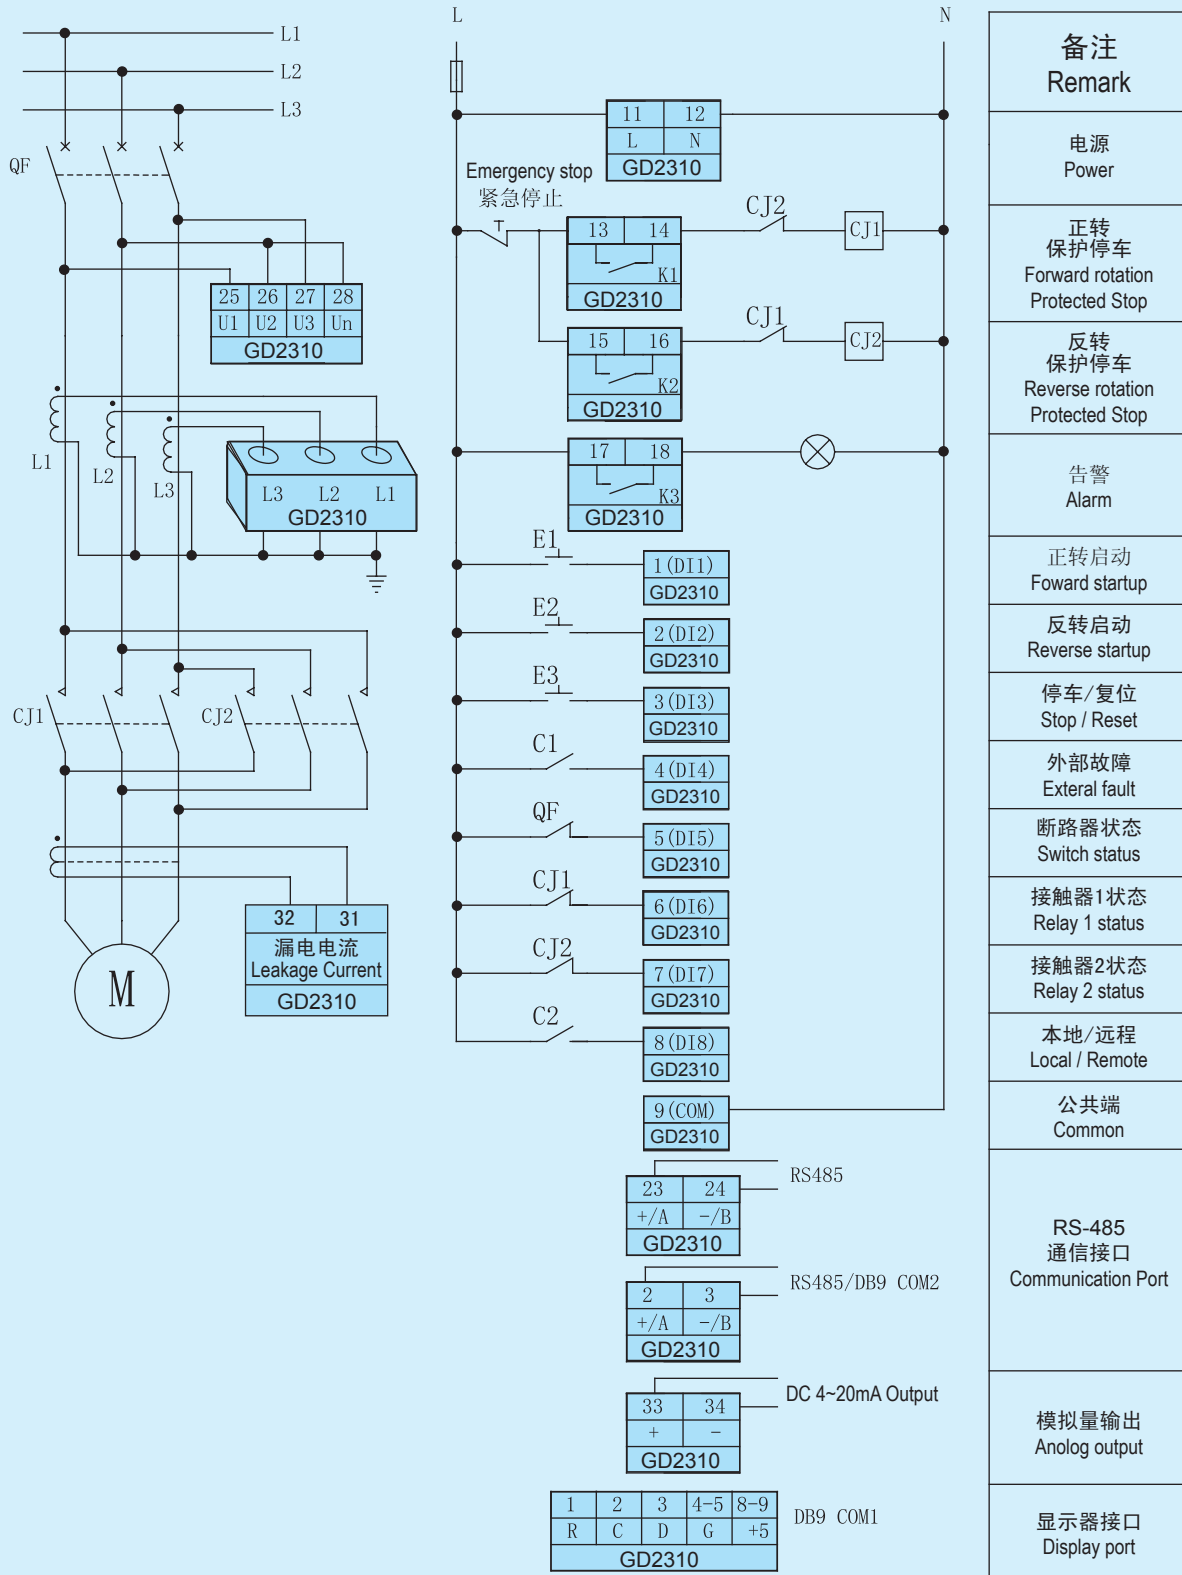 L1
L2
L3
QF
25 26 27 28
U1 U2 U3 Un
GD2310
L1
L2
L3
L3 L2 L1
GD2310
CJ1
CJ2
32 31
漏电电流
Leakage Current
GD2310
M
L
N
11 12
L N
GD2310
Emergency stop
紧急停止
13 14
K1
GD2310
CJ2
CJ1
15 16
K2
GD2310
CJ1
CJ2
17 18
K3
GD2310
E1
1(DI1)
GD2310
E2
2(DI2)
GD2310
E3
3(DI3)
GD2310
C1
4(DI4)
GD2310
QF
5(DI5)
GD2310
CJ1
6(DI6)
GD2310
CJ2
7(DI7)
GD2310
C2
8(DI8)
GD2310
9(COM)
GD2310
23 24
+/A -/B
GD2310
RS485
2 3
+/A -/B
GD2310
RS485/DB9 COM2
33 34
+ -
GD2310
DC 4~20mA Output
1 2 3 4-5 8-9
R C D G +5
GD2310
DB9 COM1
备注
Remark
电源
Power
正转
保护停车
Forward rotation
Protected Stop
反转
保护停车
Reverse rotation
Protected Stop
告警
Alarm
正转启动
Foward startup
反转启动
Reverse startup
停车/复位
Stop / Reset
外部故障
Exteral fault
断路器状态
Switch status
接触器1状态
Relay 1 status
接触器2状态
Relay 2 status
本地/远程
Local / Remote
公共端
Common
RS-485
通信接口
Communication Port
模拟量输出
Anolog output
显示器接口
Display port